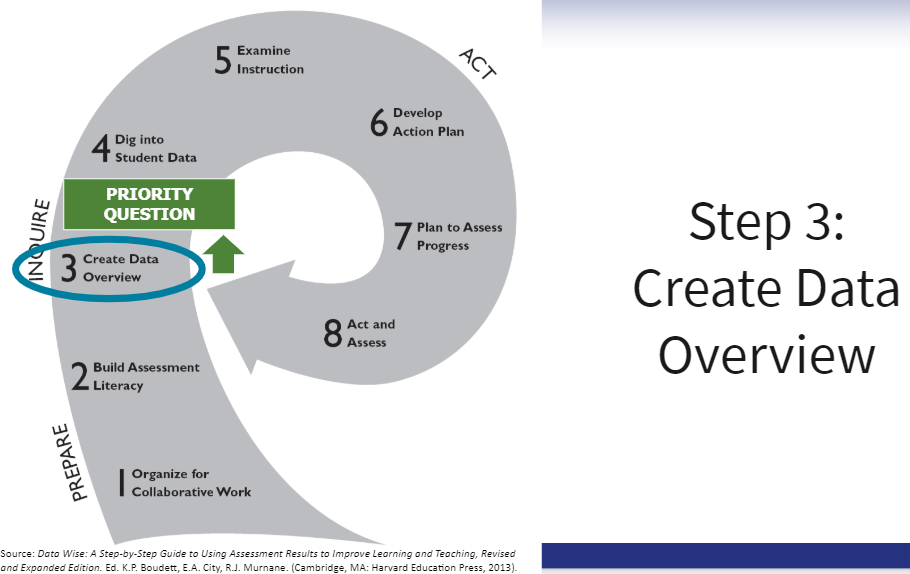 5 Examine
Instruction
ACT
6 Develop
Action Plan
4 Dig into
Student Data
PRIORITY
QUESTION
INQUIRE
3 Create Data
Overview
7 Plan to Assess
Progress
8 Act and
Assess
2 Build Assessment
Literacy
PREPARE
1 Organize for
Collaborative Work
Source: Data Wise: A Step-by-Step Guide to Using Assessment Results to Improve Learning and Teaching, Revised
and Expanded Edition. Ed. K.P. Boudett, E.A. City, R.J. Murnane. (Cambridge, MA: Harvard Education Press, 2013).
Step 3:
Create Data
Overview